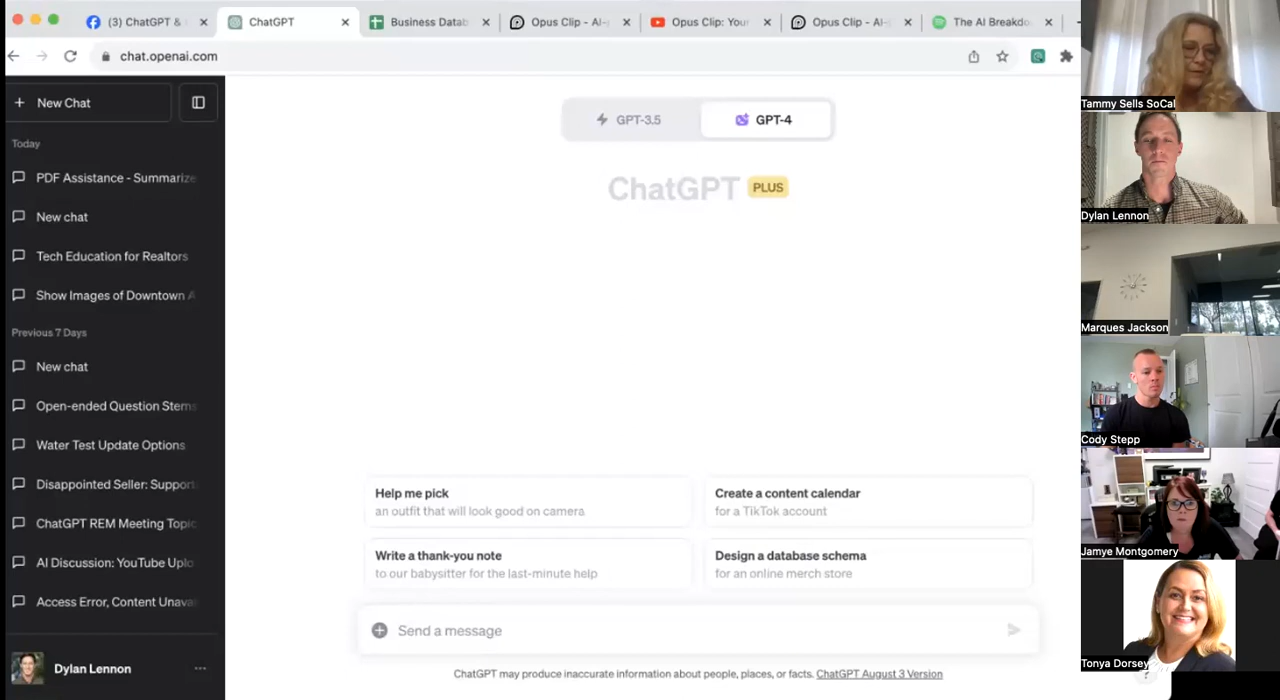 (3) ChatGPT &
ChatGPT
Business Datab
Opus Clip - AI-
Opus Clip: Your
Opus Clip - AI-
The AI Breakdo
chat.openai.com
New Chat
Today
PDF Assistance - Summarize
New chat
Tech Education for Realtors
Show Images of Downtown A
Previous 7 Days
New chat
Open-ended Question Stems
Water Test Update Options
Disappointed Seller: Support
ChatGPT REM Meeting Topic
AI Discussion: YouTube Uplo
Access Error, Content Unava
Dylan Lennon
GPT-3.5
GPT-4
ChatGPT PLUS
Help me pick
an outfit that will look good on camera
Create a content calendar
for a TikTok account
Write a thank-you note
to our babysitter for the last-minute help
Design a database schema
for an online merch store
Send a message
ChatGPT may produce inaccurate information about people, places, or facts. ChatGPT August 3 Version
Tammy Sells SoCal
Dylan Lennon
Marques Jackson
Cody Stepp
Jamye Montgomery
Tonya Dorsey
?